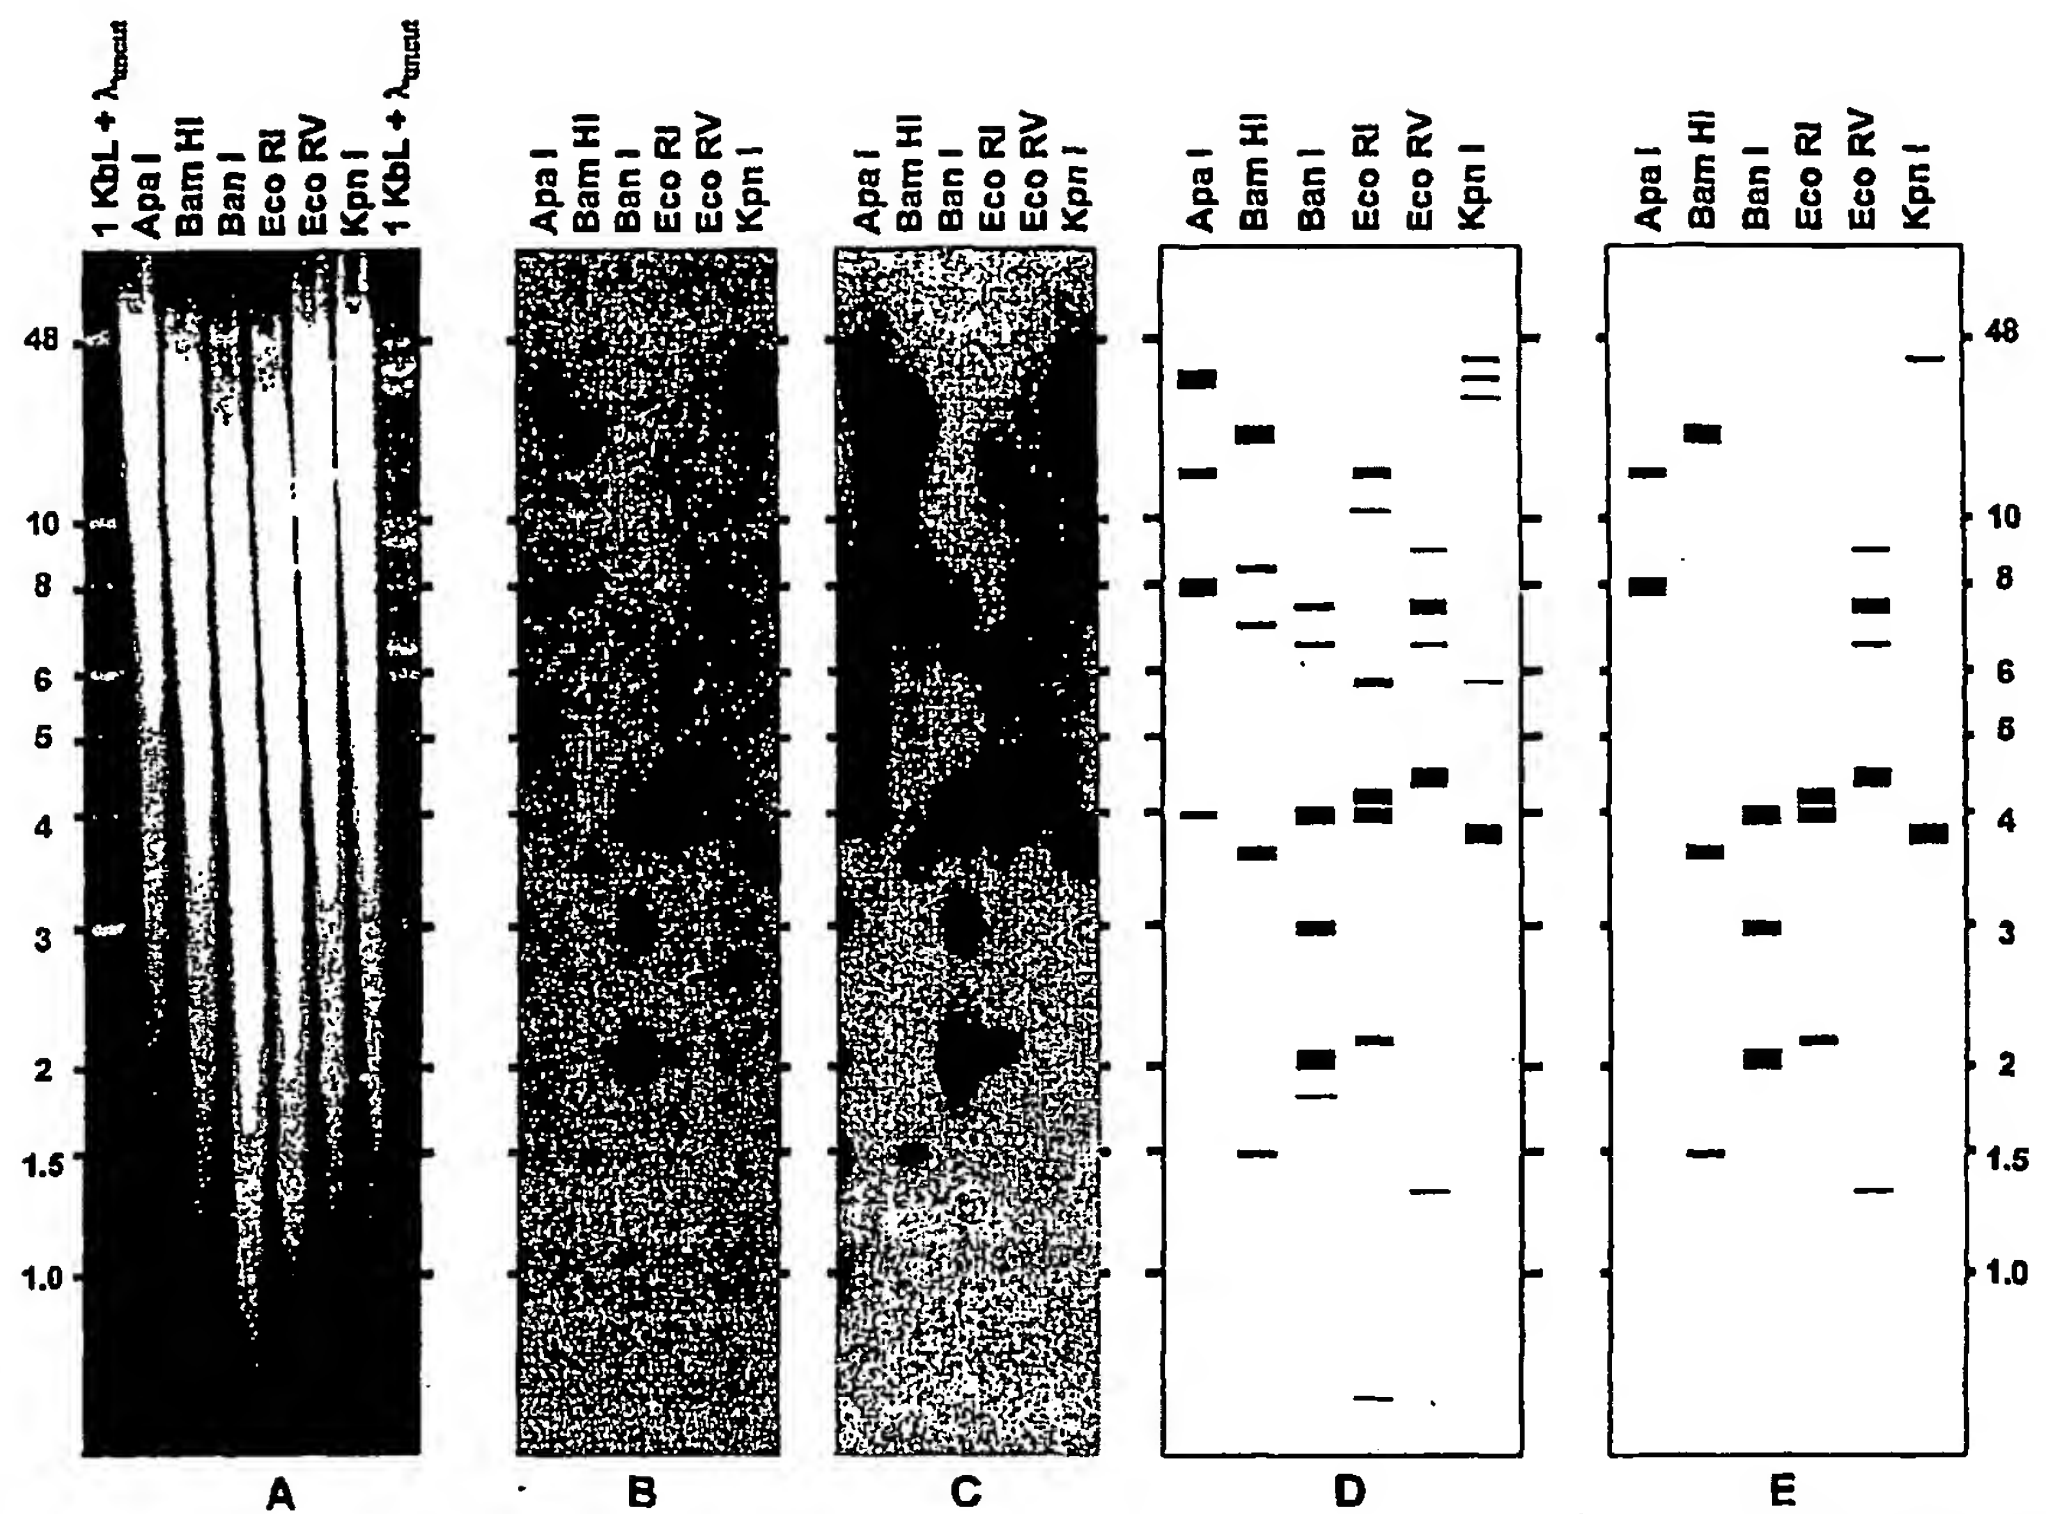 1 KbL + λuncut
Apa I
Bam HI
Ban I
Eco RI
Eco RV
Kpn I
1 KbL + λuncut
Apa I
Bam HI
Ban I
Eco RI
Eco RV
Kpn I
Apa I
Bam HI
Ban I
Eco RI
Eco RV
Kpn I
Apa I
Bam HI
Ban I
Eco RI
Eco RV
Kpn I
Apa I
Bam HI
Ban I
Eco RI
Eco RV
Kpn I
48
10
8
6
5
4
3
2
1.5
1.0
48
10
8
6
5
4
3
2
1.5
1.0
A
B
C
D
E